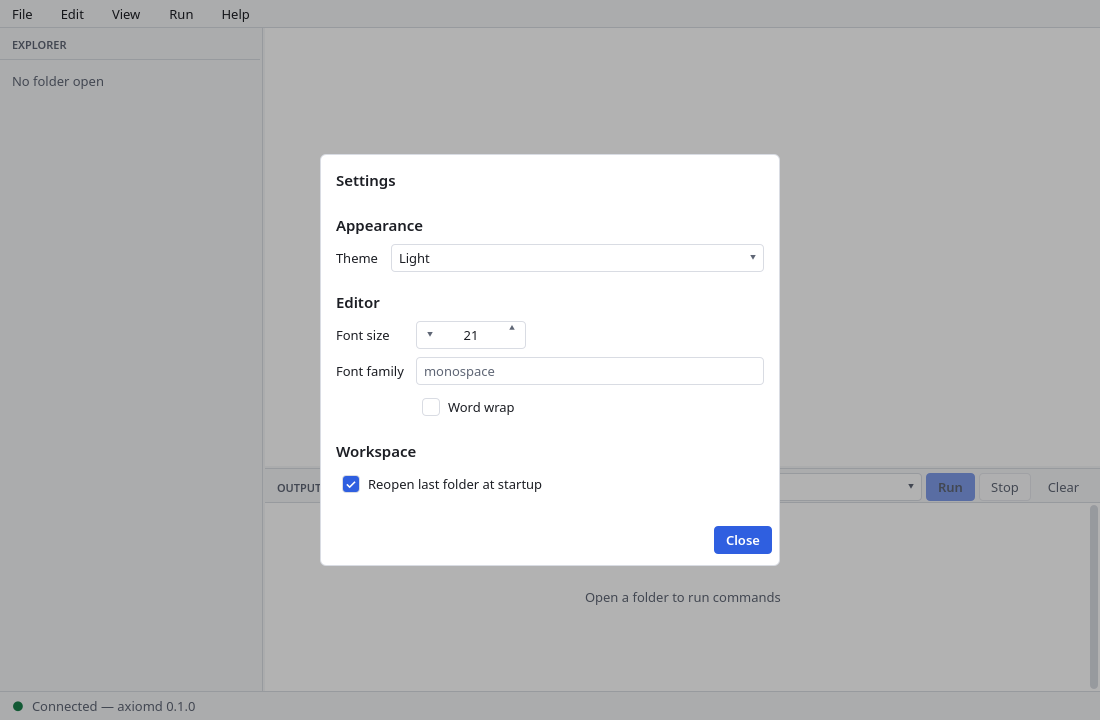 File Edit View Run Help
EXPLORER
No folder open
Settings
Appearance
Theme Light
Editor
Font size 21
Font family monospace
Word wrap
Workspace
Reopen last folder at startup
Close
OUTPUT Run Stop Clear
Open a folder to run commands
Connected — axiomd 0.1.0